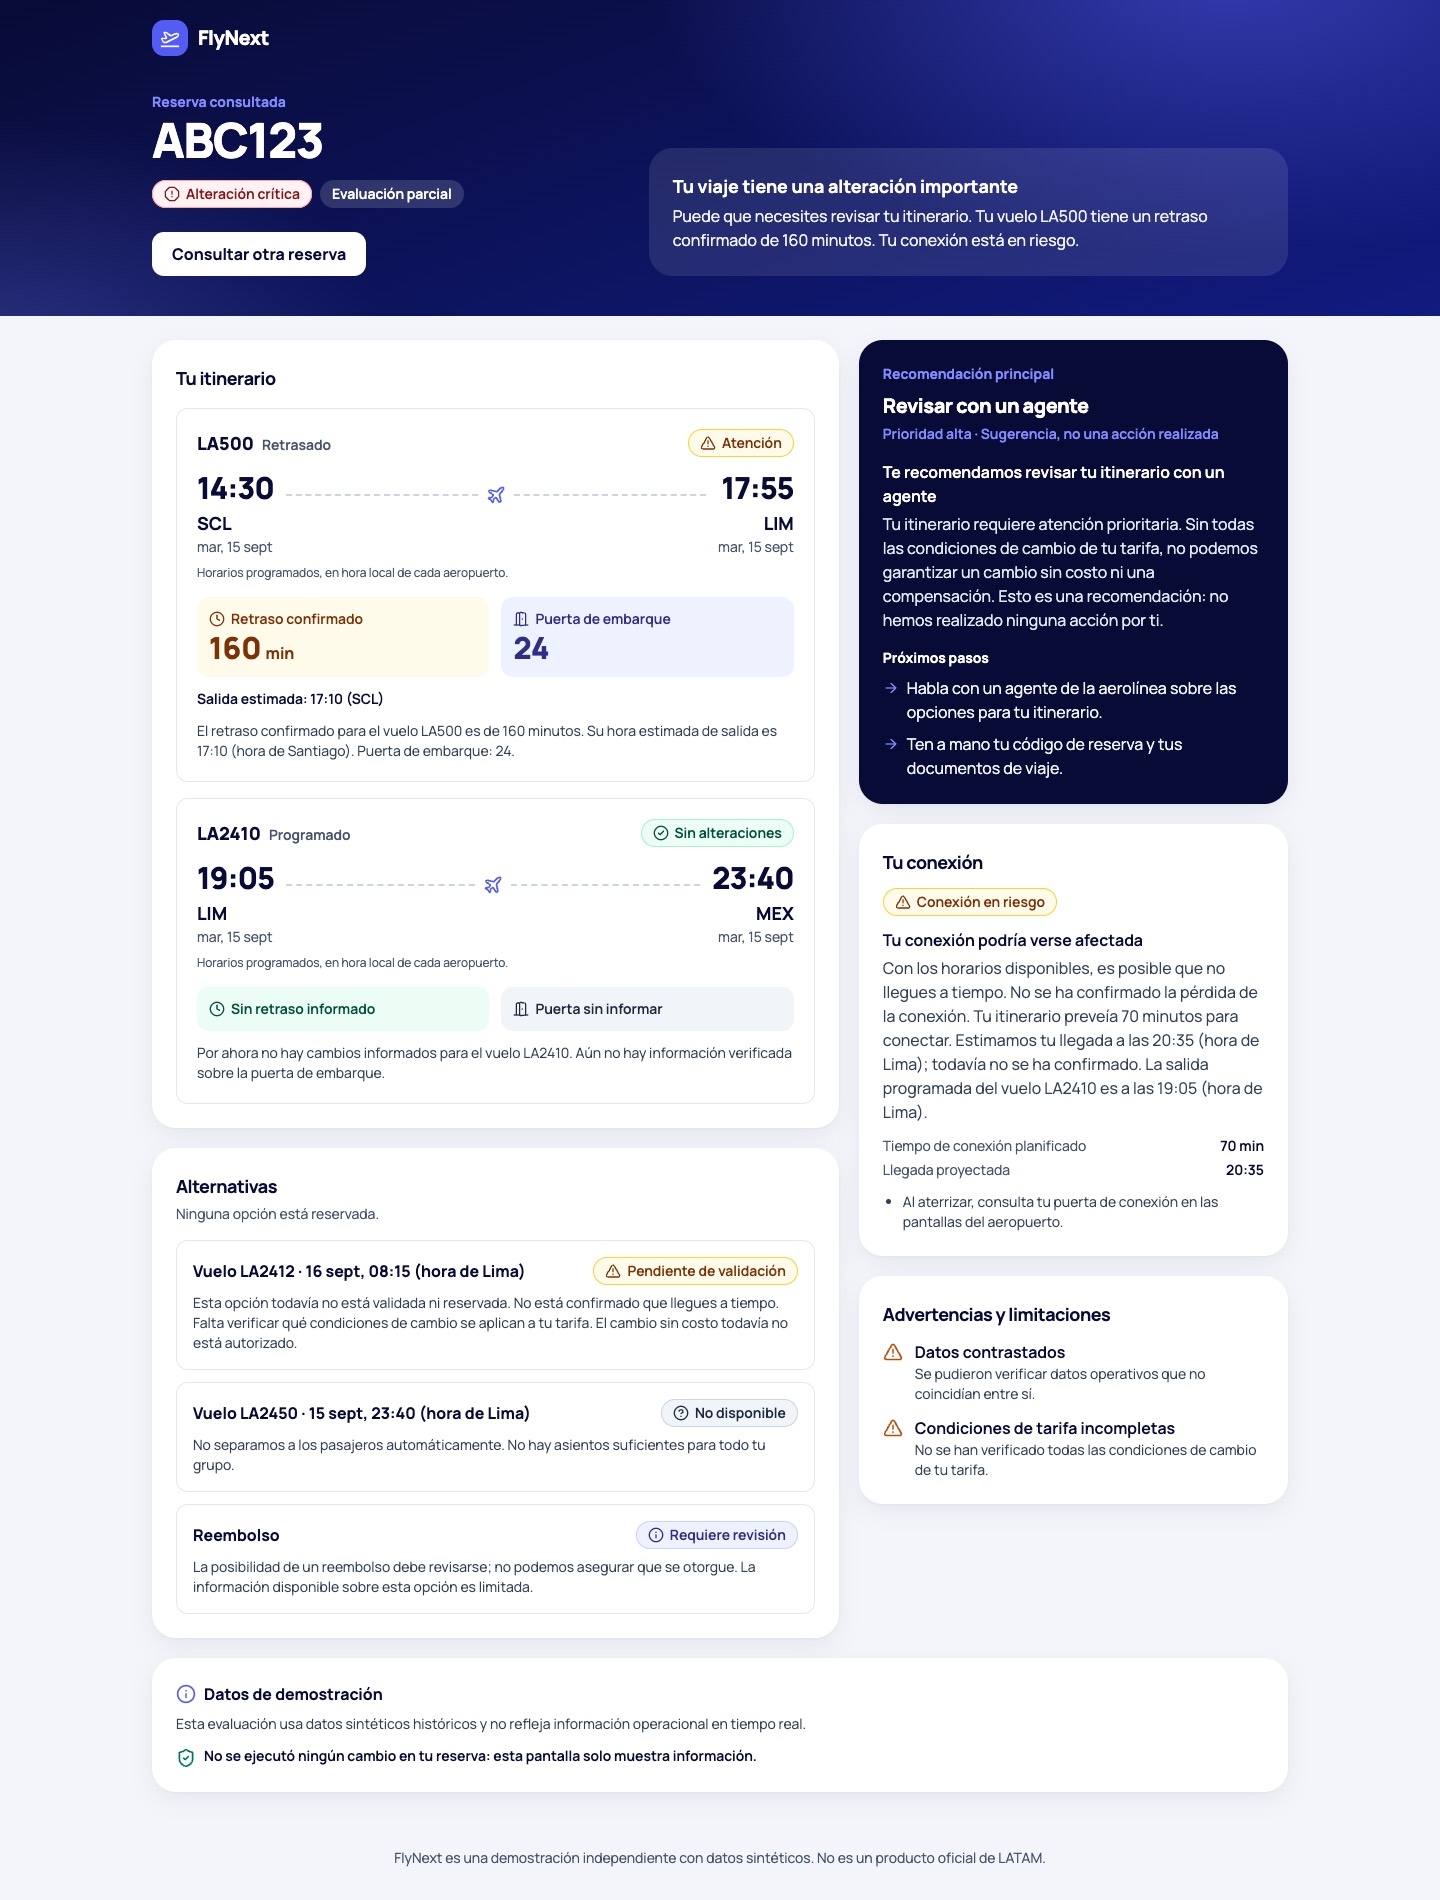 FlyNext
Reserva consultada
ABC123
Alteración crítica
Evaluación parcial
Consultar otra reserva
Tu viaje tiene una alteración importante
Puede que necesites revisar tu itinerario. Tu vuelo LA500 tiene un retraso
confirmado de 160 minutos. Tu conexión está en riesgo.
Tu itinerario
LA500 Retrasado
Atención
14:30
17:55
SCL
LIM
mar, 15 sept
mar, 15 sept
Horarios programados, en hora local de cada aeropuerto.
Retraso confirmado
160 min
Puerta de embarque
24
Salida estimada: 17:10 (SCL)
El retraso confirmado para el vuelo LA500 es de 160 minutos. Su hora estimada de salida es
17:10 (hora de Santiago). Puerta de embarque: 24.
LA2410 Programado
Sin alteraciones
19:05
23:40
LIM
MEX
mar, 15 sept
mar, 15 sept
Horarios programados, en hora local de cada aeropuerto.
Sin retraso informado
Puerta sin informar
Por ahora no hay cambios informados para el vuelo LA2410. Aún no hay información verificada
sobre la puerta de embarque.
Alternativas
Ninguna opción está reservada.
Vuelo LA2412 · 16 sept, 08:15 (hora de Lima)
Pendiente de validación
Esta opción todavía no está validada ni reservada. No está confirmado que llegues a tiempo.
Falta verificar qué condiciones de cambio se aplican a tu tarifa. El cambio sin costo todavía no
está autorizado.
Vuelo LA2450 · 15 sept, 23:40 (hora de Lima)
No disponible
No separamos a los pasajeros automáticamente. No hay asientos suficientes para todo tu
grupo.
Reembolso
Requiere revisión
La posibilidad de un reembolso debe revisarse; no podemos asegurar que se otorgue. La
información disponible sobre esta opción es limitada.
Recomendación principal
Revisar con un agente
Prioridad alta · Sugerencia, no una acción realizada
Te recomendamos revisar tu itinerario con un
agente
Tu itinerario requiere atención prioritaria. Sin todas
las condiciones de cambio de tu tarifa, no podemos
garantizar un cambio sin costo ni una
compensación. Esto es una recomendación: no
hemos realizado ninguna acción por ti.
Próximos pasos
Habla con un agente de la aerolínea sobre las
opciones para tu itinerario.
Ten a mano tu código de reserva y tus
documentos de viaje.
Tu conexión
Conexión en riesgo
Tu conexión podría verse afectada
Con los horarios disponibles, es posible que no
llegues a tiempo. No se ha confirmado la pérdida de
la conexión. Tu itinerario preveía 70 minutos para
conectar. Estimamos tu llegada a las 20:35 (hora de
Lima); todavía no se ha confirmado. La salida
programada del vuelo LA2410 es a las 19:05 (hora de
Lima).
Tiempo de conexión planificado 70 min
Llegada proyectada 20:35
Al aterrizar, consulta tu puerta de conexión en las
pantallas del aeropuerto.
Advertencias y limitaciones
Datos contrastados
Se pudieron verificar datos operativos que no
coincidían entre sí.
Condiciones de tarifa incompletas
No se han verificado todas las condiciones de cambio
de tu tarifa.
Datos de demostración
Esta evaluación usa datos sintéticos históricos y no refleja información operacional en tiempo real.
No se ejecutó ningún cambio en tu reserva: esta pantalla solo muestra información.
FlyNext es una demostración independiente con datos sintéticos. No es un producto oficial de LATAM.